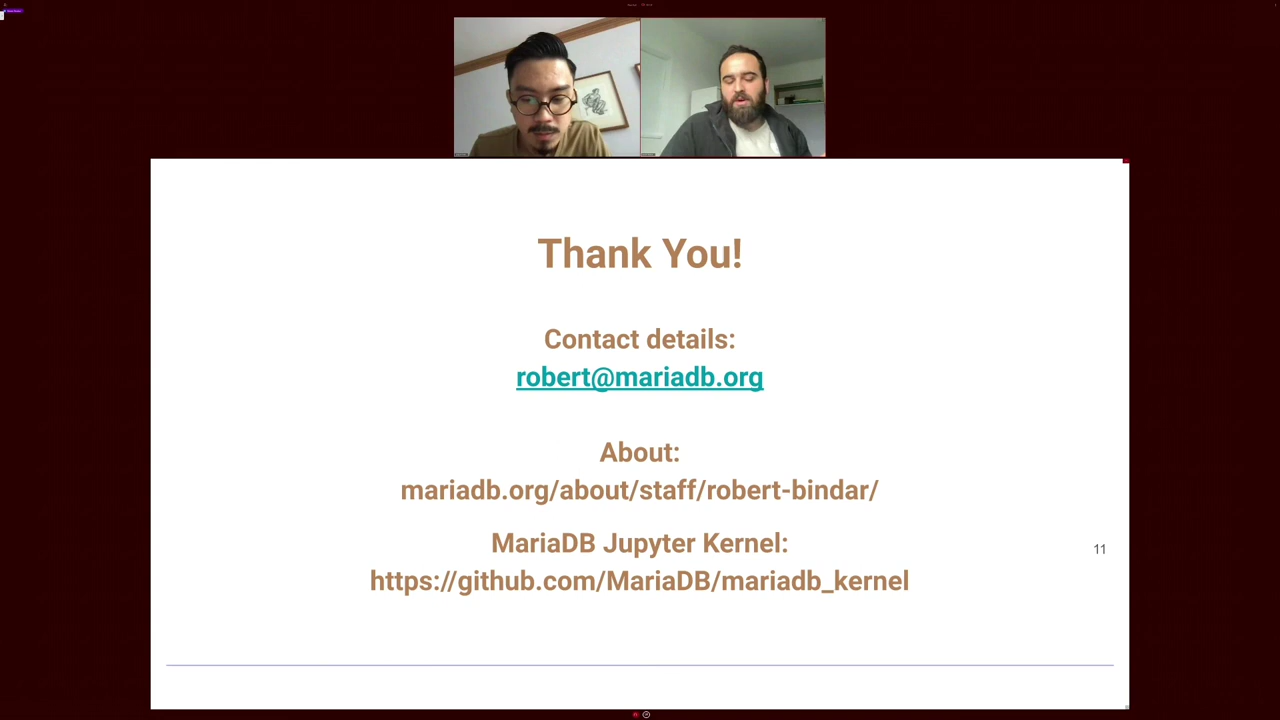 Thank You!
Contact details:
robert@mariadb.org
About:
mariadb.org/about/staff/robert-bindar/
MariaDB Jupyter Kernel:
11
https://github.com/MariaDB/mariadb_kernel